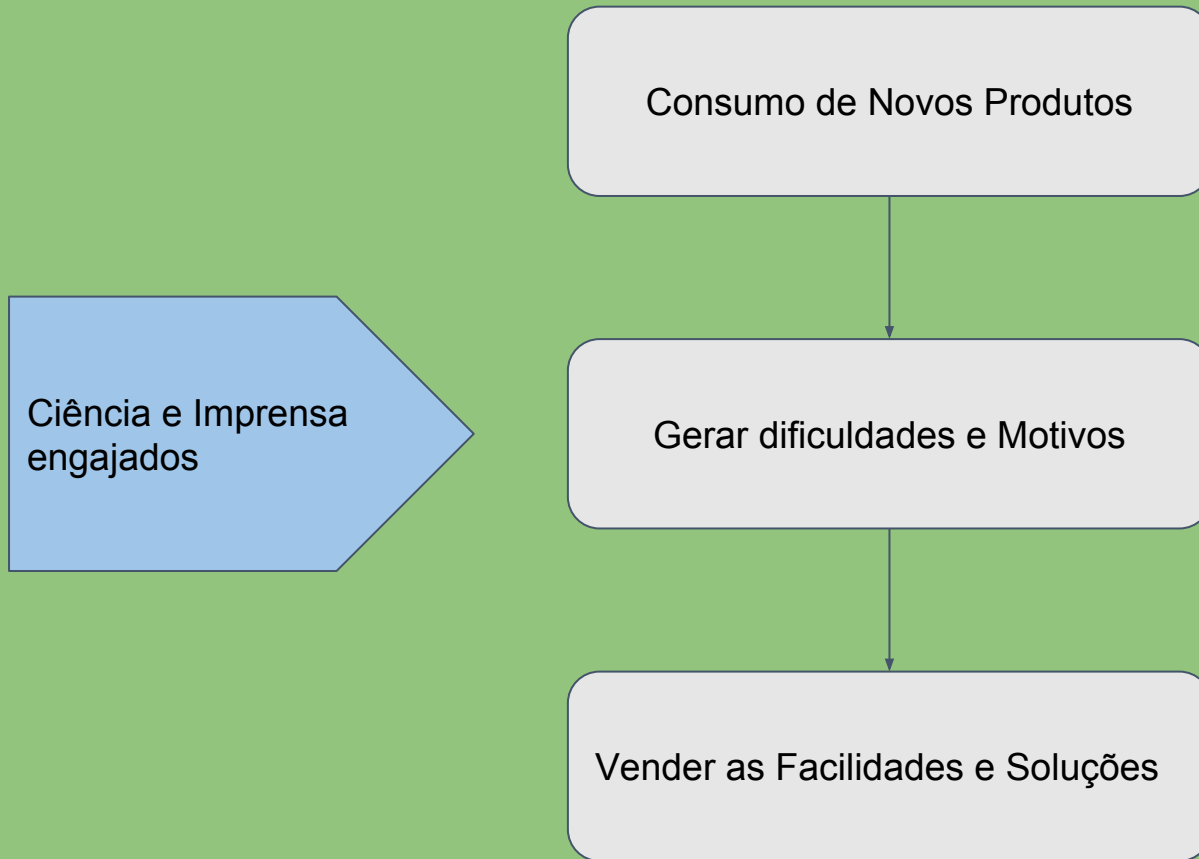 Consumo de Novos Produtos
Ciência e Imprensa
engajados
Gerar dificuldades e Motivos
Vender as Facilidades e Soluções